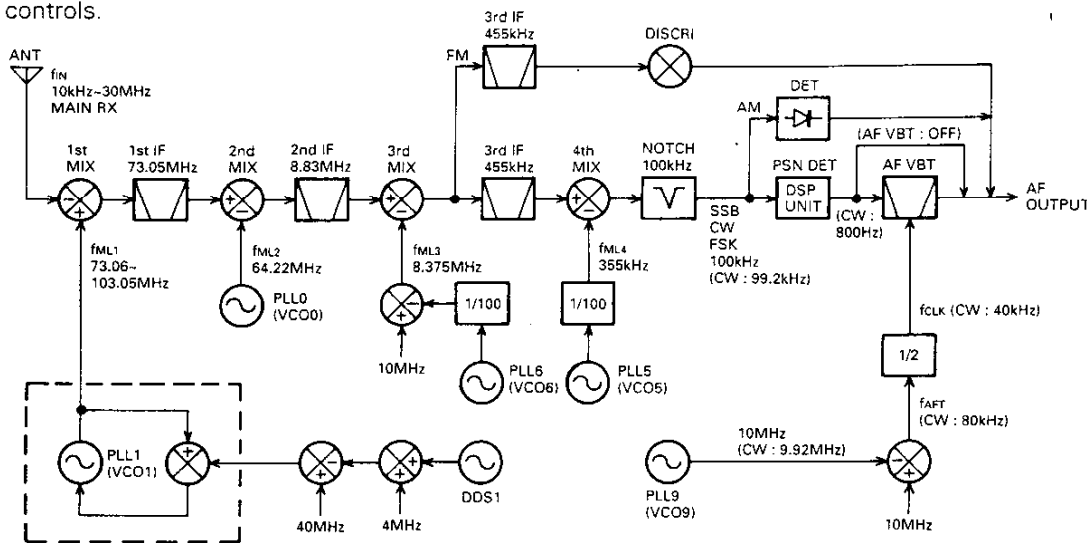 controls.
ANT
fIN
10kHz~30MHz
MAIN RX
1st
MIX
1st IF
73.05MHz
2nd
MIX
2nd IF
8.83MHz
3rd
MIX
FM
3rd IF
455kHz
DISCRI
3rd IF
455kHz
4th
MIX
NOTCH
100kHz
AM
DET
(AF VBT : OFF)
PSN DET
DSP
UNIT
AF VBT
AF
OUTPUT
(CW :
800Hz)
SSB
CW
FSK
100kHz
(CW : 99.2kHz)
fML1
73.06~
103.05MHz
fML2
64.22MHz
PLL0
(VCO0)
fML3
8.375MHz
1/100
10MHz
PLL6
(VCO6)
fML4
355kHz
1/100
PLL5
(VCO5)
fCLK (CW : 40kHz)
1/2
fAFT
(CW : 80kHz)
PLL1
(VCO1)
40MHz
4MHz
DDS1
PLL9
(VCO9)
10MHz
(CW : 9.92MHz)
10MHz